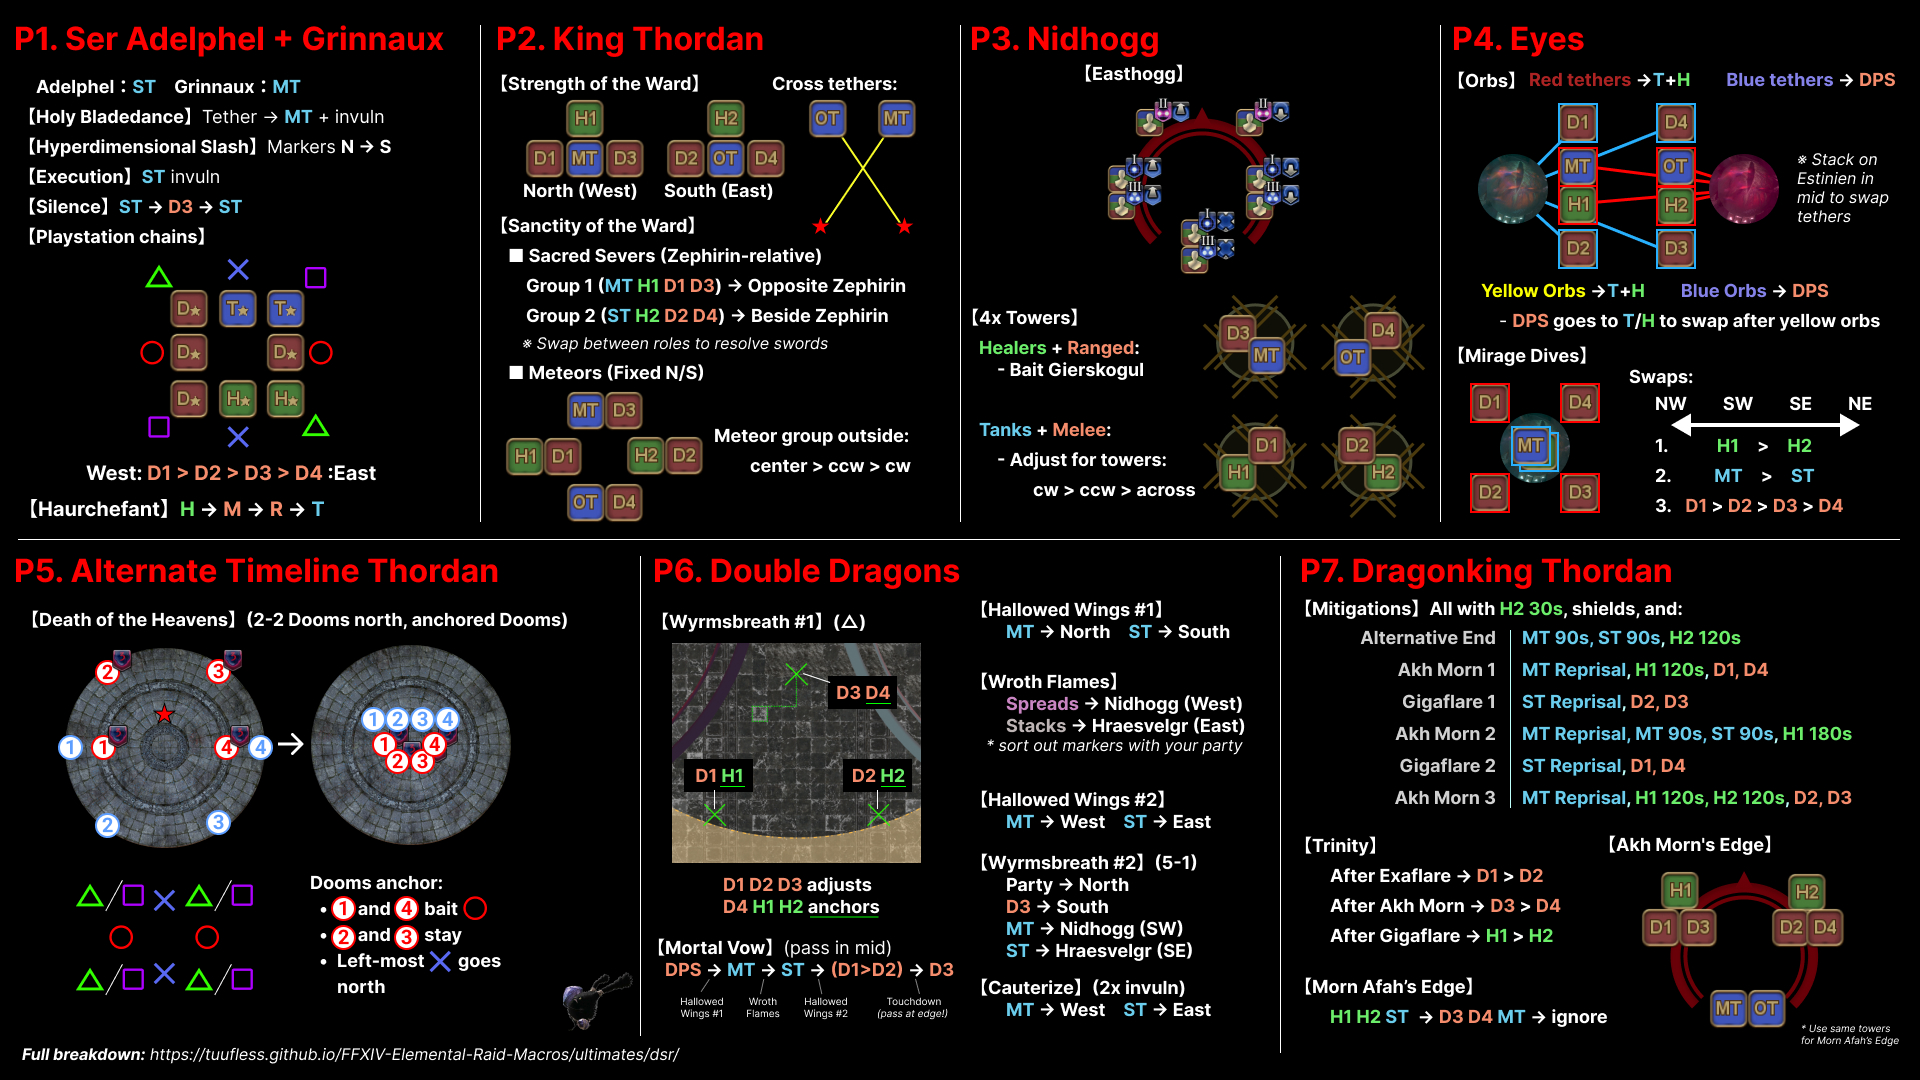 P1. Ser Adelphel + Grinnaux
Adelphel：ST Grinnaux：MT
【Holy Bladedance】Tether → MT + invuln
【Hyperdimensional Slash】Markers N → S
【Execution】ST invuln
【Silence】ST → D3 → ST
【Playstation chains】
D★ T★ T★
D★ D★
D★ H★ H★
West: D1 > D2 > D3 > D4 :East
【Haurchefant】H → M → R → T
P2. King Thordan
【Strength of the Ward】 Cross tethers:
H1 H2 OT MT
D1 MT D3 D2 OT D4
North (West) South (East)
【Sanctity of the Ward】
■ Sacred Severs (Zephirin-relative)
Group 1 (MT H1 D1 D3) → Opposite Zephirin
Group 2 (ST H2 D2 D4) → Beside Zephirin
※ Swap between roles to resolve swords
■ Meteors (Fixed N/S)
MT D3
H1 D1 H2 D2
OT D4
Meteor group outside:
center > ccw > cw
P3. Nidhogg
【Easthogg】
II II
I I
III III
I
III
【4x Towers】
Healers + Ranged:
- Bait Gierskogul
D3 MT D4 OT
Tanks + Melee:
- Adjust for towers:
cw > ccw > across
D1 H1 D2 H2
P4. Eyes
【Orbs】 Red tethers →T+H Blue tethers → DPS
D1 D4
MT OT
H1 H2
D2 D3
※ Stack on
Estinien in
mid to swap
tethers
Yellow Orbs →T+H Blue Orbs → DPS
- DPS goes to T/H to swap after yellow orbs
【Mirage Dives】
D1 D4
MT
D2 D3
Swaps:
NW SW SE NE
1. H1 > H2
2. MT > ST
3. D1 > D2 > D3 > D4
P5. Alternate Timeline Thordan
【Death of the Heavens】(2-2 Dooms north, anchored Dooms)
2 3
1 1 4 4
2 3
→
1 2 3 4
1 4
2 3
Dooms anchor:
• 1 and 4 bait
• 2 and 3 stay
• Left-most goes
north
P6. Double Dragons
【Wyrmsbreath #1】(△)
D3 D4
D1 H1 D2 H2
D1 D2 D3 adjusts
D4 H1 H2 anchors
【Mortal Vow】(pass in mid)
DPS → MT → ST → (D1>D2) → D3
Hallowed Wings #1
Wroth Flames
Hallowed Wings #2
Touchdown (pass at edge!)
【Hallowed Wings #1】
MT → North ST → South
【Wroth Flames】
Spreads → Nidhogg (West)
Stacks → Hraesvelgr (East)
* sort out markers with your party
【Hallowed Wings #2】
MT → West ST → East
【Wyrmsbreath #2】(5-1)
Party → North
D3 → South
MT → Nidhogg (SW)
ST → Hraesvelgr (SE)
【Cauterize】(2x invuln)
MT → West ST → East
P7. Dragonking Thordan
【Mitigations】All with H2 30s, shields, and:
Alternative End MT 90s, ST 90s, H2 120s
Akh Morn 1 MT Reprisal, H1 120s, D1, D4
Gigaflare 1 ST Reprisal, D2, D3
Akh Morn 2 MT Reprisal, MT 90s, ST 90s, H1 180s
Gigaflare 2 ST Reprisal, D1, D4
Akh Morn 3 MT Reprisal, H1 120s, H2 120s, D2, D3
【Trinity】
After Exaflare → D1 > D2
After Akh Morn → D3 > D4
After Gigaflare → H1 > H2
【Morn Afah's Edge】
H1 H2 ST → D3 D4 MT → ignore
【Akh Morn's Edge】
H1 H2
D1 D3 D2 D4
MT OT
* Use same towers
for Morn Afah's Edge
Full breakdown: https://tuufless.github.io/FFXIV-Elemental-Raid-Macros/ultimates/dsr/